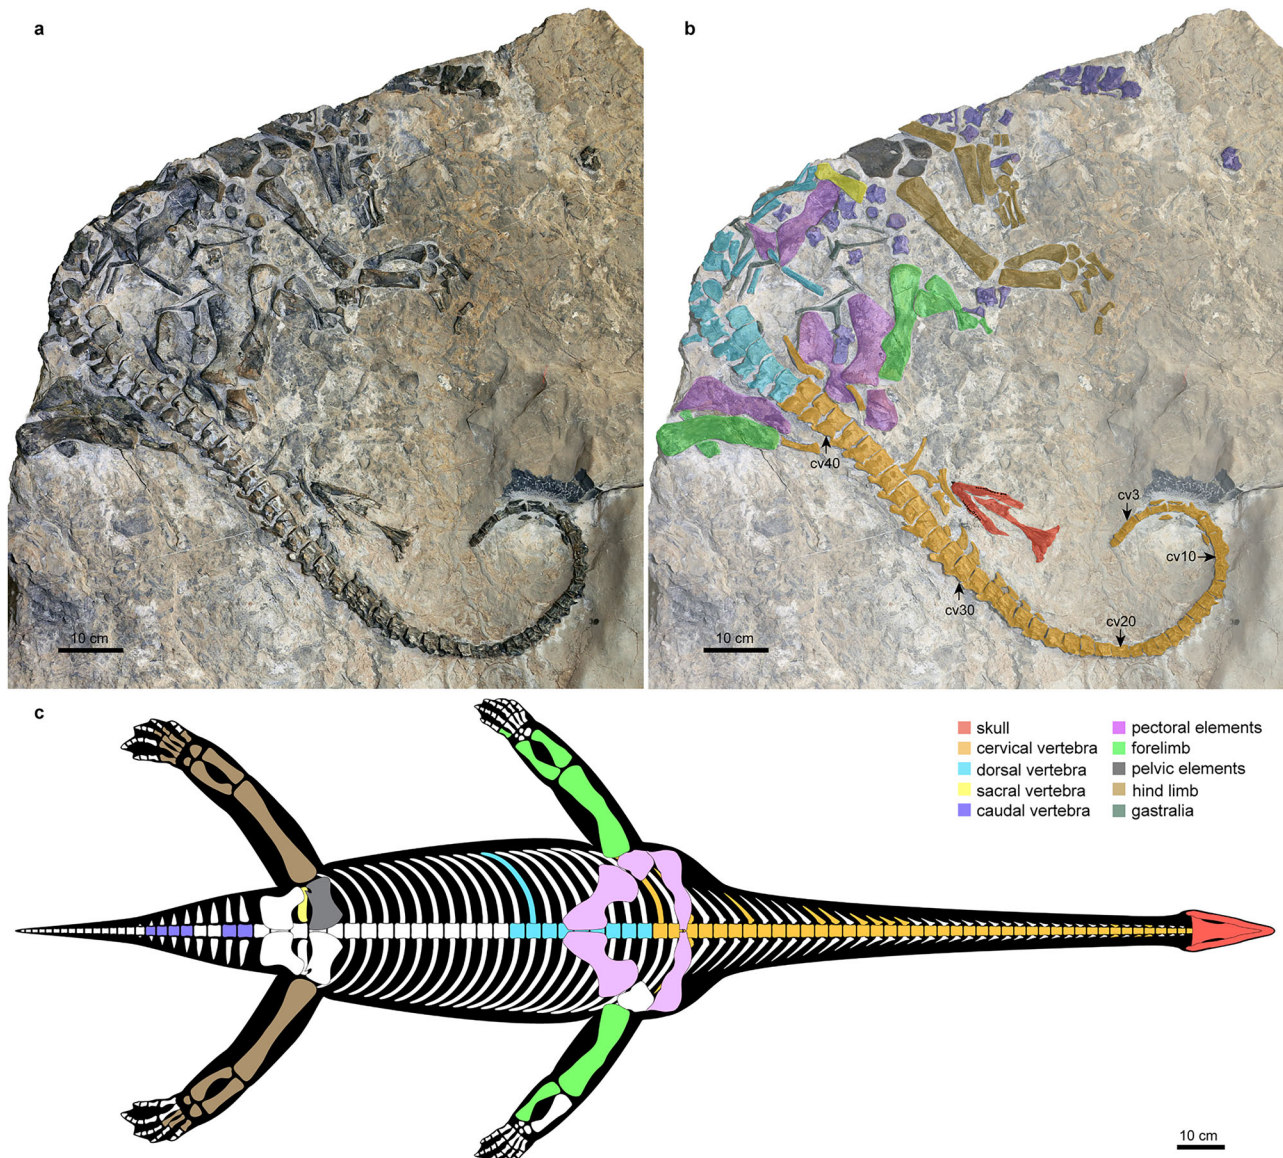 a
10 cm
b
cv40
cv3
cv10
cv30
cv20
10 cm
c
skull
cervical vertebra
dorsal vertebra
sacral vertebra
caudal vertebra
pectoral elements
forelimb
pelvic elements
hind limb
gastralia
10 cm